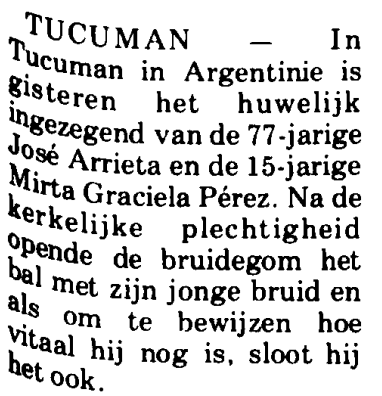 TUCUMAN — In
Tucuman in Argentinie is
gisteren het huwelijk
ingezegend van de 77-jarige
José Arrieta en de 15-jarige
Mirta Graciela Pérez. Na de
kerkelijke plechtigheid
opende de bruidegom het
bal met zijn jonge bruid en
als om te bewijzen hoe
vitaal hij nog is, sloot hij
het ook.